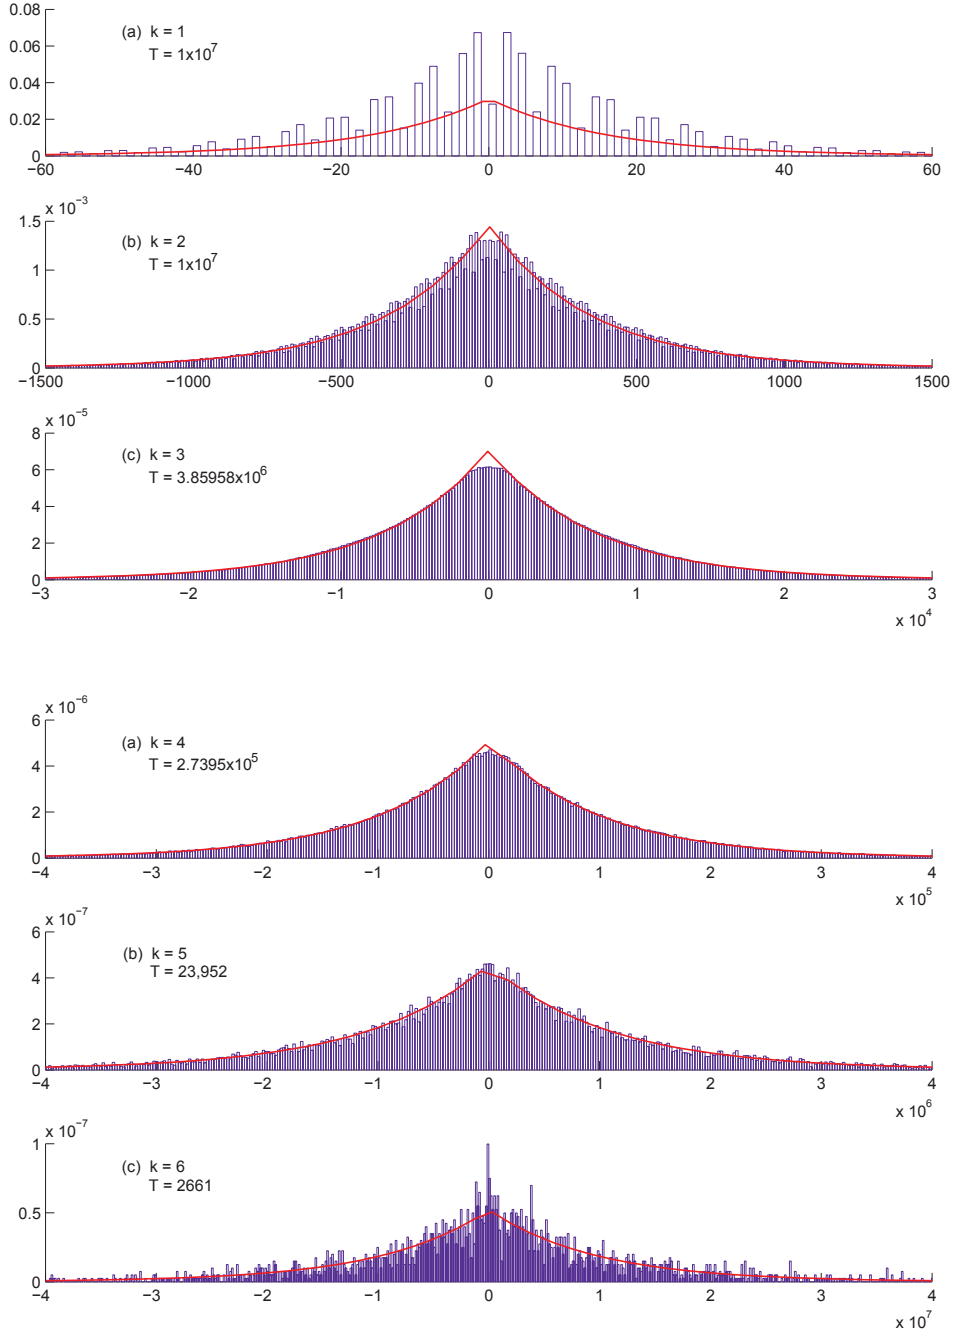 0.08
(a) k = 1
T = 1x10^7
0.06
0.04
0.02
0
−60 −40 −20 0 20 40 60
x 10^−3
1.5
(b) k = 2
T = 1x10^7
1
0.5
0
−1500 −1000 −500 0 500 1000 1500
x 10^−5
8
(c) k = 3
T = 3.85958x10^6
6
4
2
0
−3 −2 −1 0 1 2 3
x 10^4
x 10^−6
6
(a) k = 4
T = 2.7395x10^5
4
2
0
−4 −3 −2 −1 0 1 2 3 4
x 10^5
x 10^−7
6
(b) k = 5
T = 23,952
4
2
0
−4 −3 −2 −1 0 1 2 3 4
x 10^6
x 10^−7
1
(c) k = 6
T = 2661
0.5
0
−4 −3 −2 −1 0 1 2 3 4
x 10^7